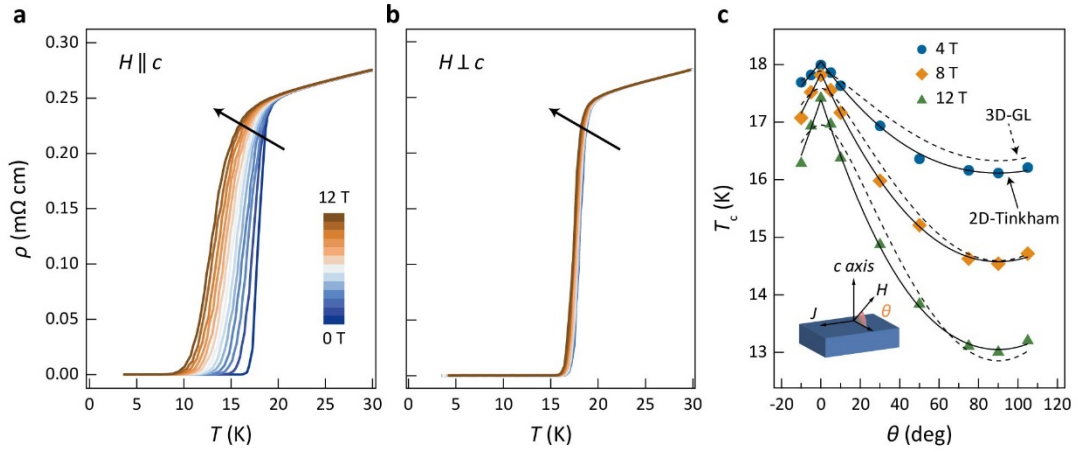 a
b
c
0.30
0.25
0.20
0.15
0.10
0.05
0.00
ρ (mΩ cm)
H ∥ c
12 T
0 T
0 5 10 15 20 25 30
T (K)
H ⊥ c
0 5 10 15 20 25 30
T (K)
4 T
8 T
12 T
18
17
16
15
14
13
T_c (K)
3D-GL
2D-Tinkham
c axis
H
J
θ
-20 0 20 40 60 80 100 120
θ (deg)